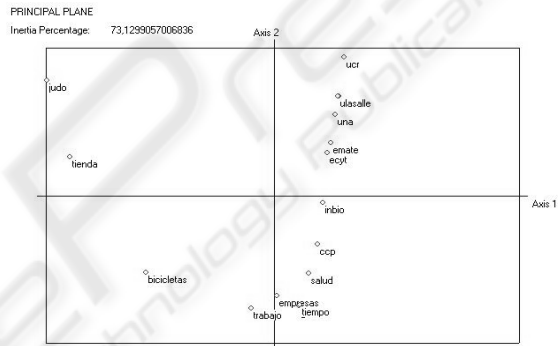 PRINCIPAL PLANE
Inertia Percentage: 73,1299057006836
Axis 2
ucr
judo
ulasalle
una
emate
ecyt
tienda
Axis 1
inbio
ccp
bicicletas
salud
empresas
trabajo
tiempo